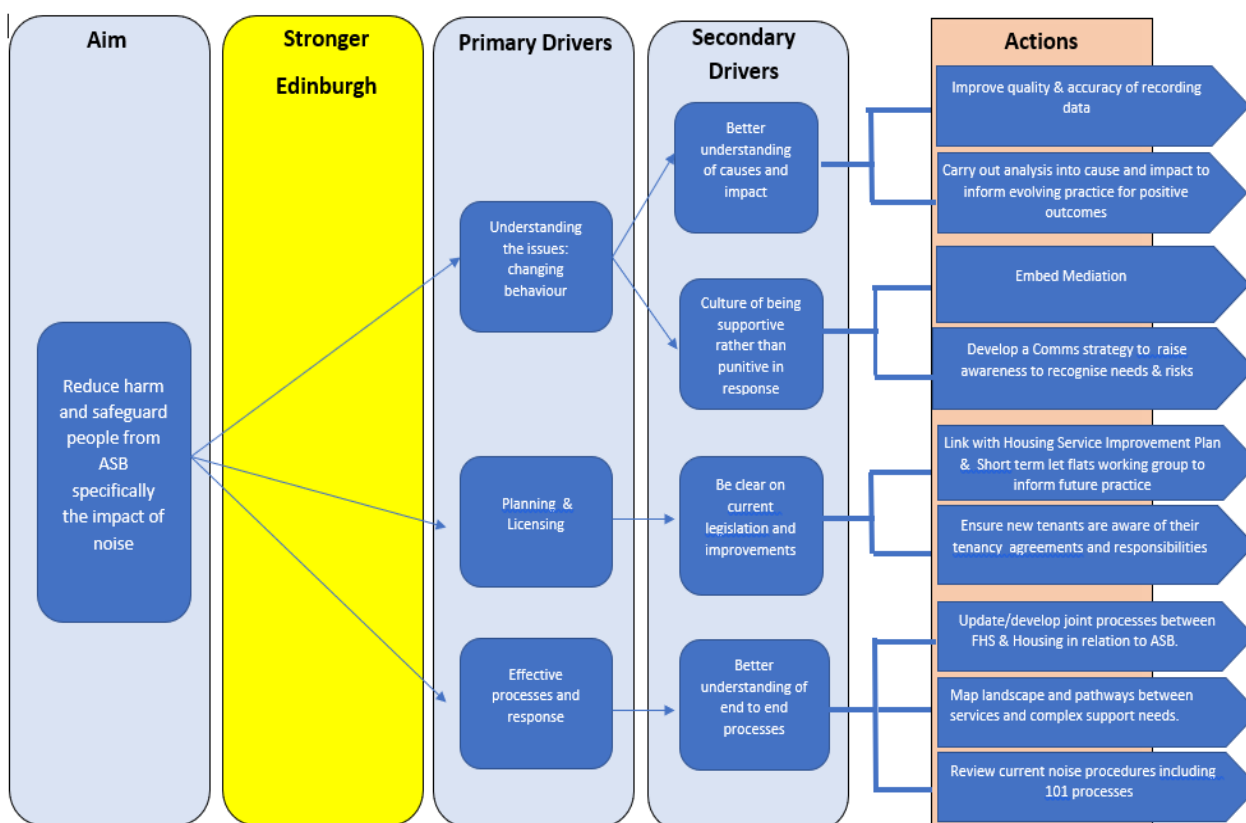 Aim
Stronger
Edinburgh
Primary Drivers
Secondary
Drivers
Actions
Reduce harm
and safeguard
people from
ASB
specifically
the impact of
noise
Understanding
the issues:
changing
behaviour
Planning & 
Licensing
Effective
processes and
response
Better
understanding
of causes and
impact
Culture of being
supportive
rather than
punitive in
response
Be clear on
current
legislation and
improvements
Better
understanding of
end to end
processes
Improve quality & accuracy of recording
data
Carry out analysis into cause and impact to
inform evolving practice for positive
outcomes
Embed Mediation
Develop a Comms strategy to raise
awareness to recognise needs & risks
Link with Housing Service Improvement Plan
& Short term let flats working group to
inform future practice
Ensure new tenants are aware of their
tenancy agreements and responsibilities
Update/develop joint processes between
FHS & Housing in relation to ASB.
Map landscape and pathways between
services and complex support needs.
Review current noise procedures including
101 processes